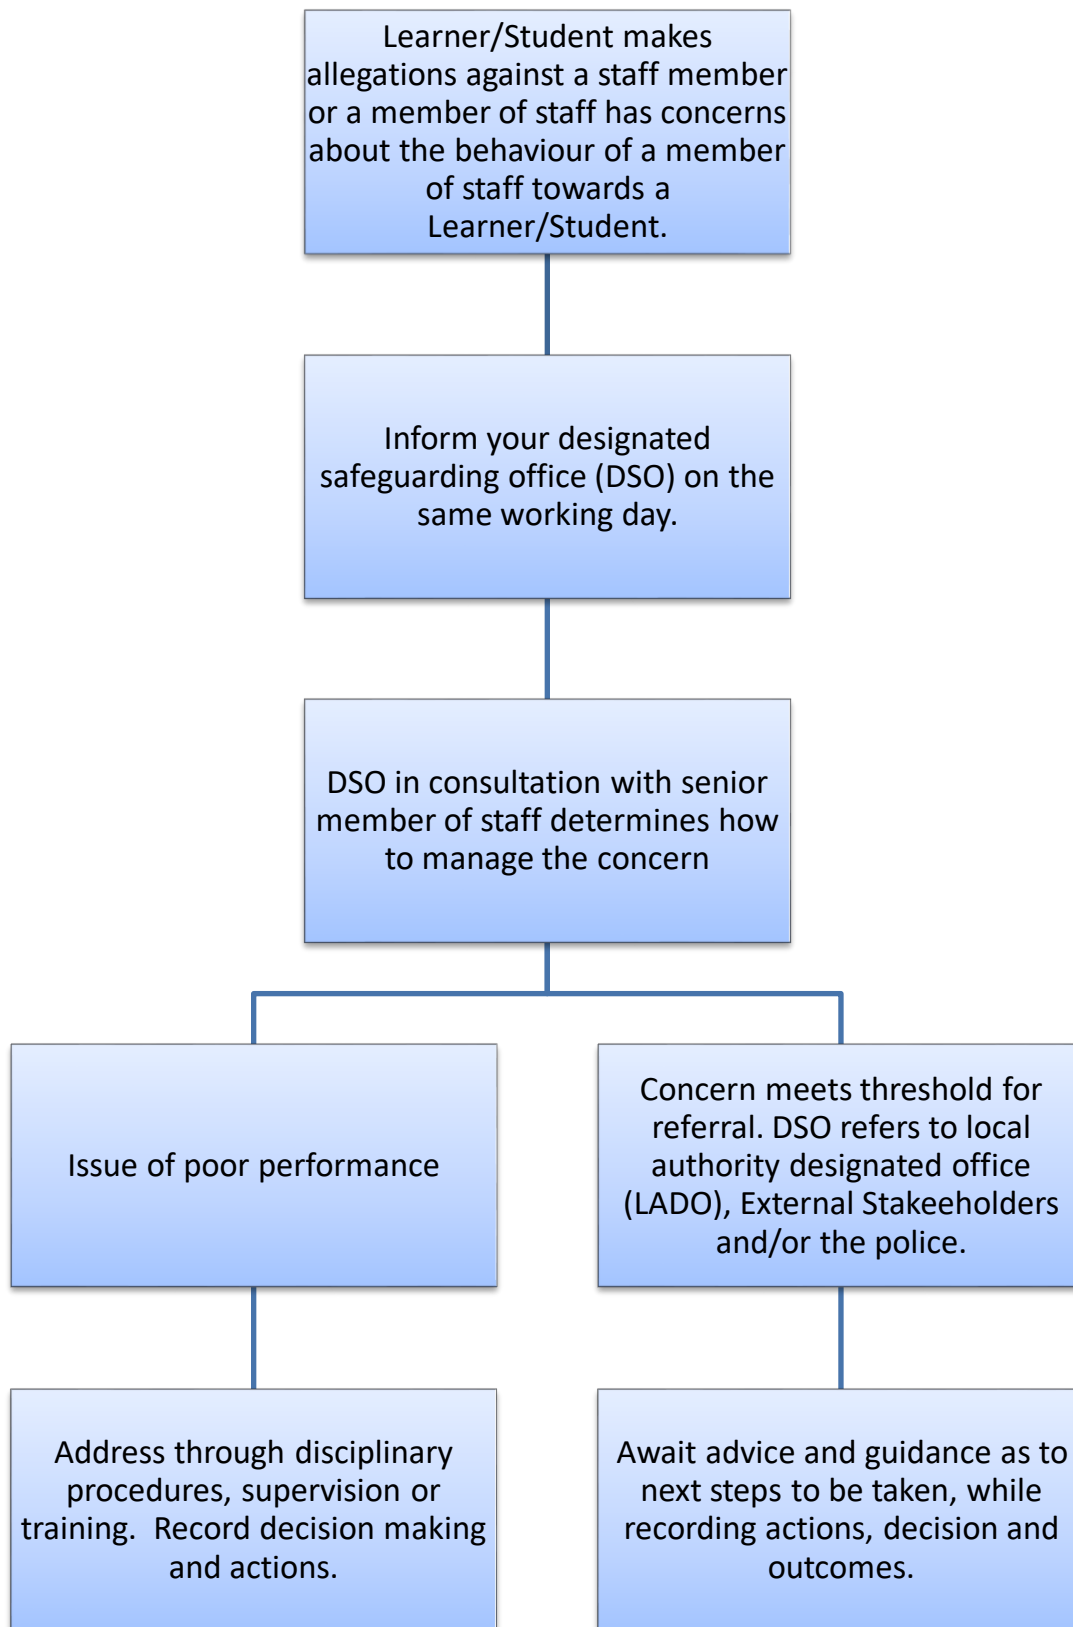 Learner/Student makes
allegations against a staff member
or a member of staff has concerns
about the behaviour of a member
of staff towards a
Learner/Student.
Inform your designated
safeguarding office (DSO) on the
same working day.
DSO in consultation with senior
member of staff determines how
to manage the concern
Issue of poor performance
Concern meets threshold for
referral. DSO refers to local
authority designated office
(LADO), External Stakeeholders
and/or the police.
Address through disciplinary
procedures, supervision or
training.  Record decision making
and actions.
Await advice and guidance as to
next steps to be taken, while
recording actions, decision and
outcomes.